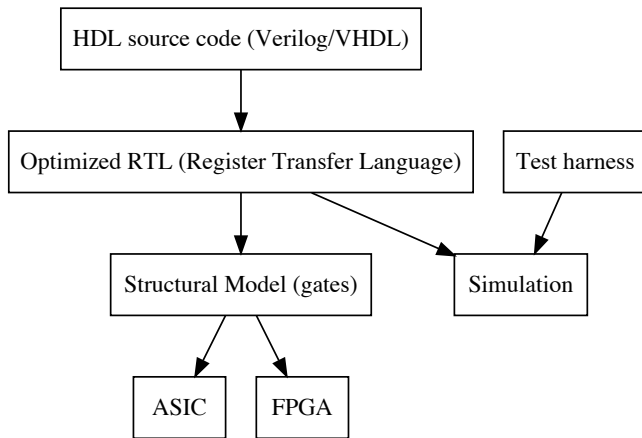 HDL source code (Verilog/VHDL)
Optimized RTL (Register Transfer Language)
Test harness
Structural Model (gates)
Simulation
ASIC
FPGA